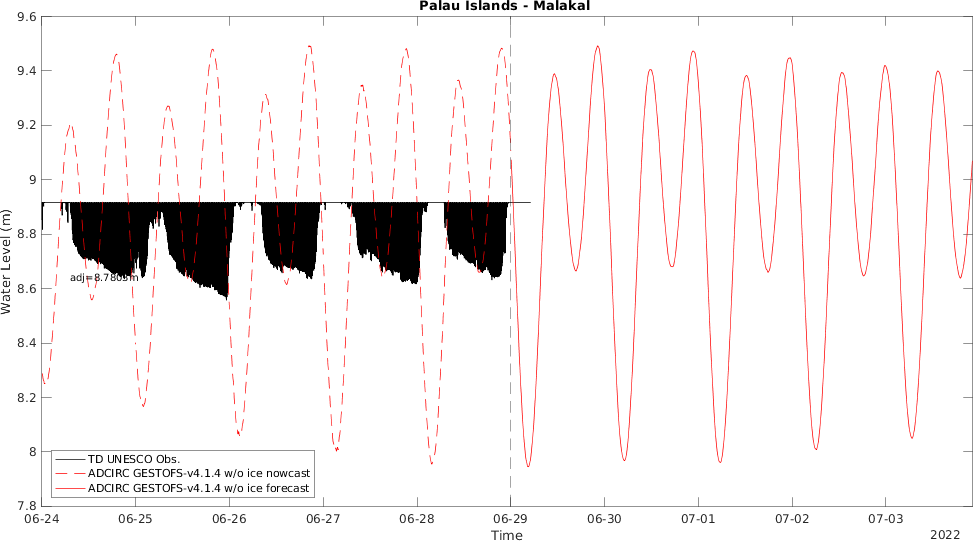 Palau Islands - Malakal
9.6
9.4
9.2
9
8.8
8.6
8.4
8.2
8
7.8
Water Level (m)
adj=8.7805m
TD UNESCO Obs.
ADCIRC GESTOFS-v4.1.4 w/o ice nowcast
ADCIRC GESTOFS-v4.1.4 w/o ice forecast
06-24 06-25 06-26 06-27 06-28 06-29 06-30 07-01 07-02 07-03
Time
2022